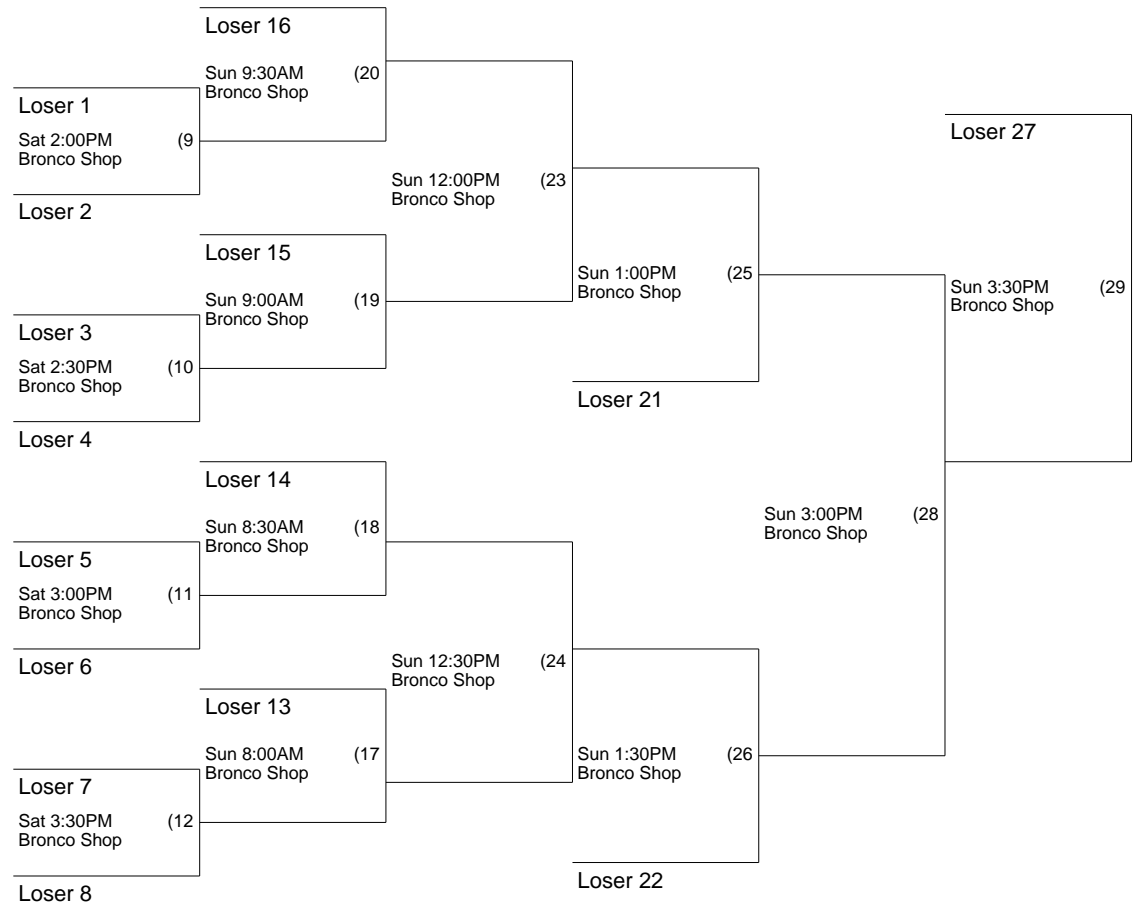 Loser 16
Sun 9:30AM (20
Bronco Shop
Loser 1
Sat 2:00PM (9
Bronco Shop
Loser 2
Loser 27
Sun 12:00PM (23
Bronco Shop
Loser 15
Sun 9:00AM (19
Bronco Shop
Sun 1:00PM (25
Bronco Shop
Sun 3:30PM (29
Bronco Shop
Loser 3
Sat 2:30PM (10
Bronco Shop
Loser 4
Loser 21
Loser 14
Sun 8:30AM (18
Bronco Shop
Sun 3:00PM (28
Bronco Shop
Loser 5
Sat 3:00PM (11
Bronco Shop
Loser 6
Sun 12:30PM (24
Bronco Shop
Loser 13
Sun 8:00AM (17
Bronco Shop
Sun 1:30PM (26
Bronco Shop
Loser 7
Sat 3:30PM (12
Bronco Shop
Loser 8
Loser 22